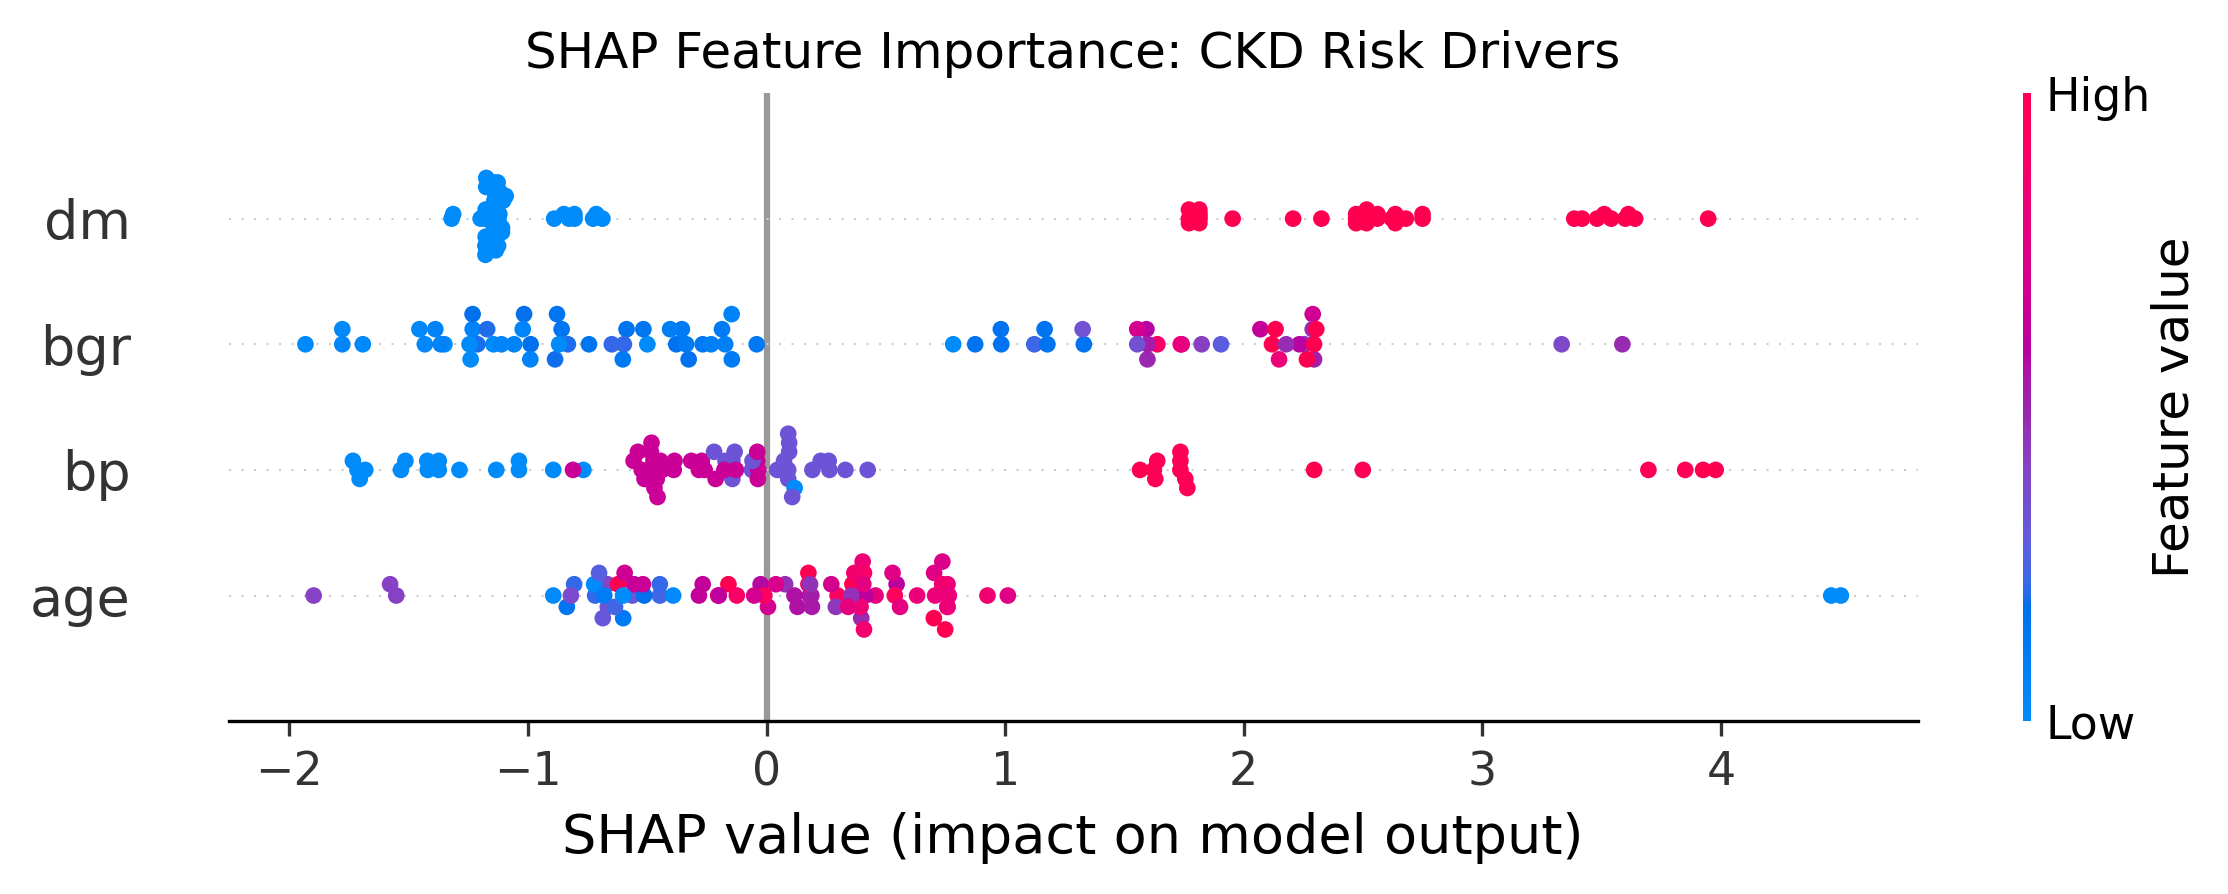 SHAP Feature Importance: CKD Risk Drivers
High
dm
bgr
bp
age
Feature value
Low
−2 −1 0 1 2 3 4
SHAP value (impact on model output)